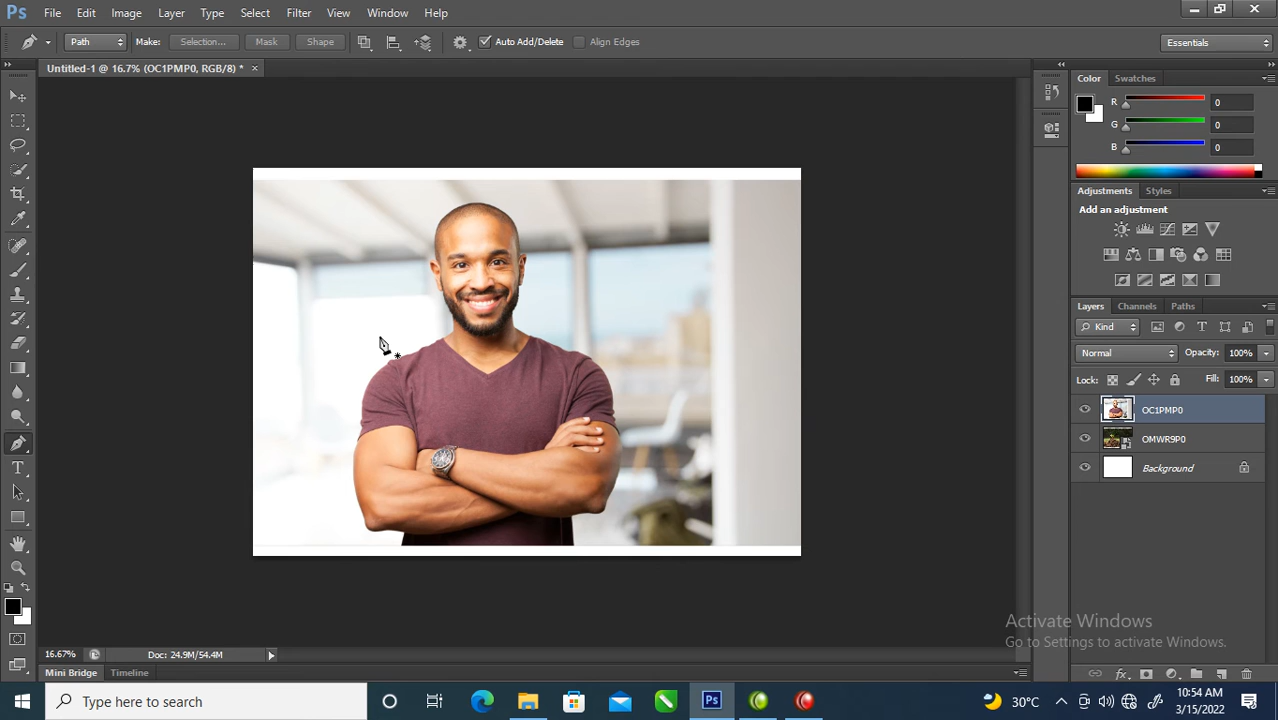 Ps File Edit Image Layer Type Select Filter 3D View Window Help
Path Make: Selection... Mask Shape Auto Add/Delete Align Edges Essentials
Untitled-1 @ 16.7% (OC1PMP0, RGB/8) * ×
Color Swatches
R 0
G 0
B 0
Adjustments Styles
Add an adjustment
Layers Channels Paths
Kind
Normal Opacity: 100%
Lock: Fill: 100%
OC1PMP0
OMWR9P0
Background
Activate Windows
Go to Settings to activate Windows.
16.67% Doc: 24.9M/54.4M
Mini Bridge Timeline
Type here to search
Ps
30°C
10:54 AM
3/15/2022